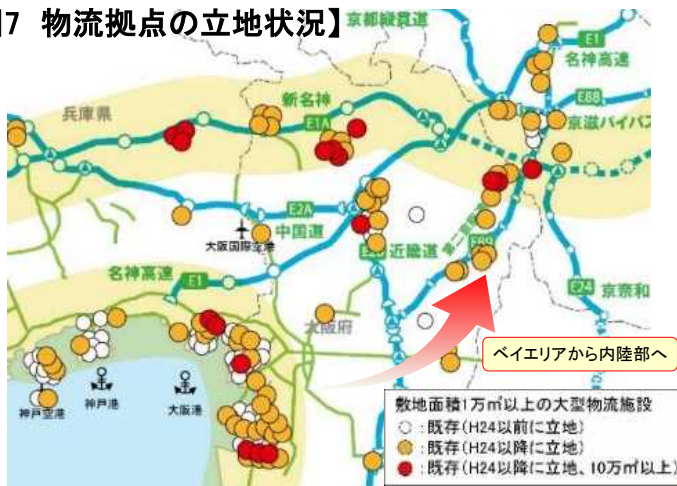 7 物流拠点の立地状況】
京都縦貫道
E1
名神高速
兵庫県
新名神
E1A
E88
京滋バイパス
E2A
中国道
大阪国際空港
近畿道
第二京阪
E89
名神高速
E1
E24
京奈和
大阪府
ベイエリアから内陸部へ
神戸空港
神戸港
大阪港
敷地面積1万㎡以上の大型物流施設
：既存(H24以前に立地)
：既存(H24以降に立地)
：既存(H24以降に立地、10万㎡以上)